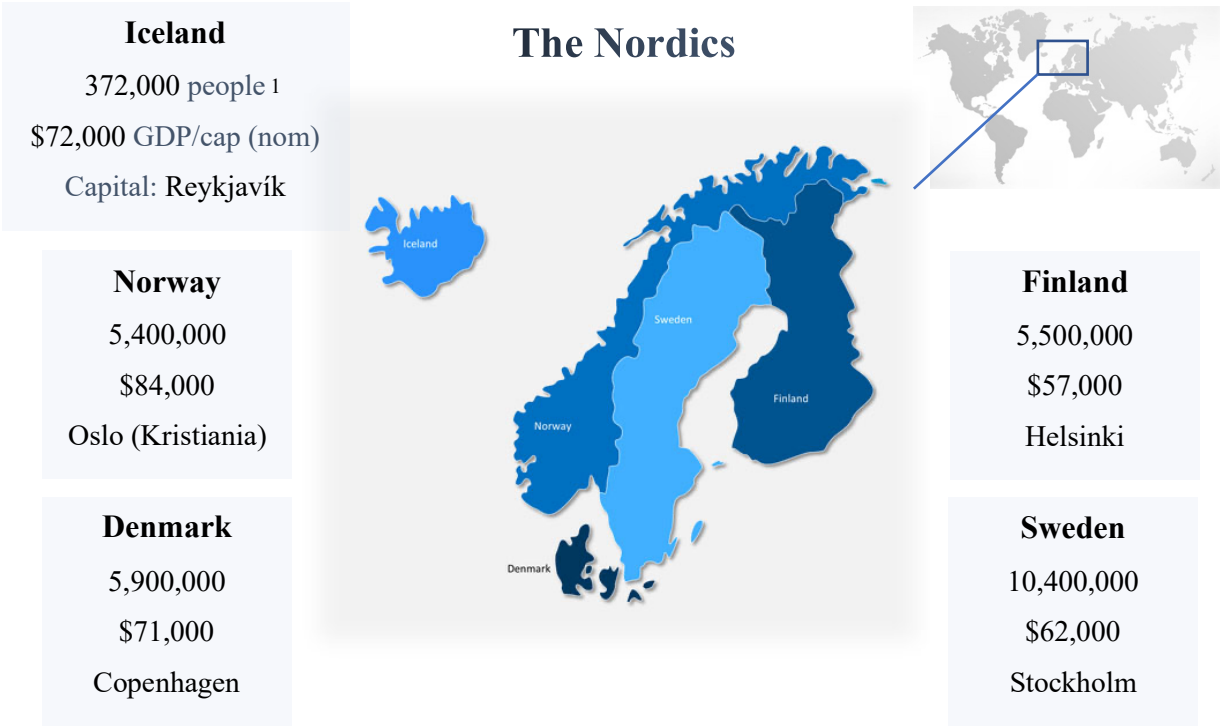 The Nordics
Iceland
372,000 people 1
$72,000 GDP/cap (nom)
Capital: Reykjavík
Norway
5,400,000
$84,000
Oslo (Kristiania)
Denmark
5,900,000
$71,000
Copenhagen
Iceland
Sweden
Finland
Norway
Denmark
Finland
5,500,000
$57,000
Helsinki
Sweden
10,400,000
$62,000
Stockholm